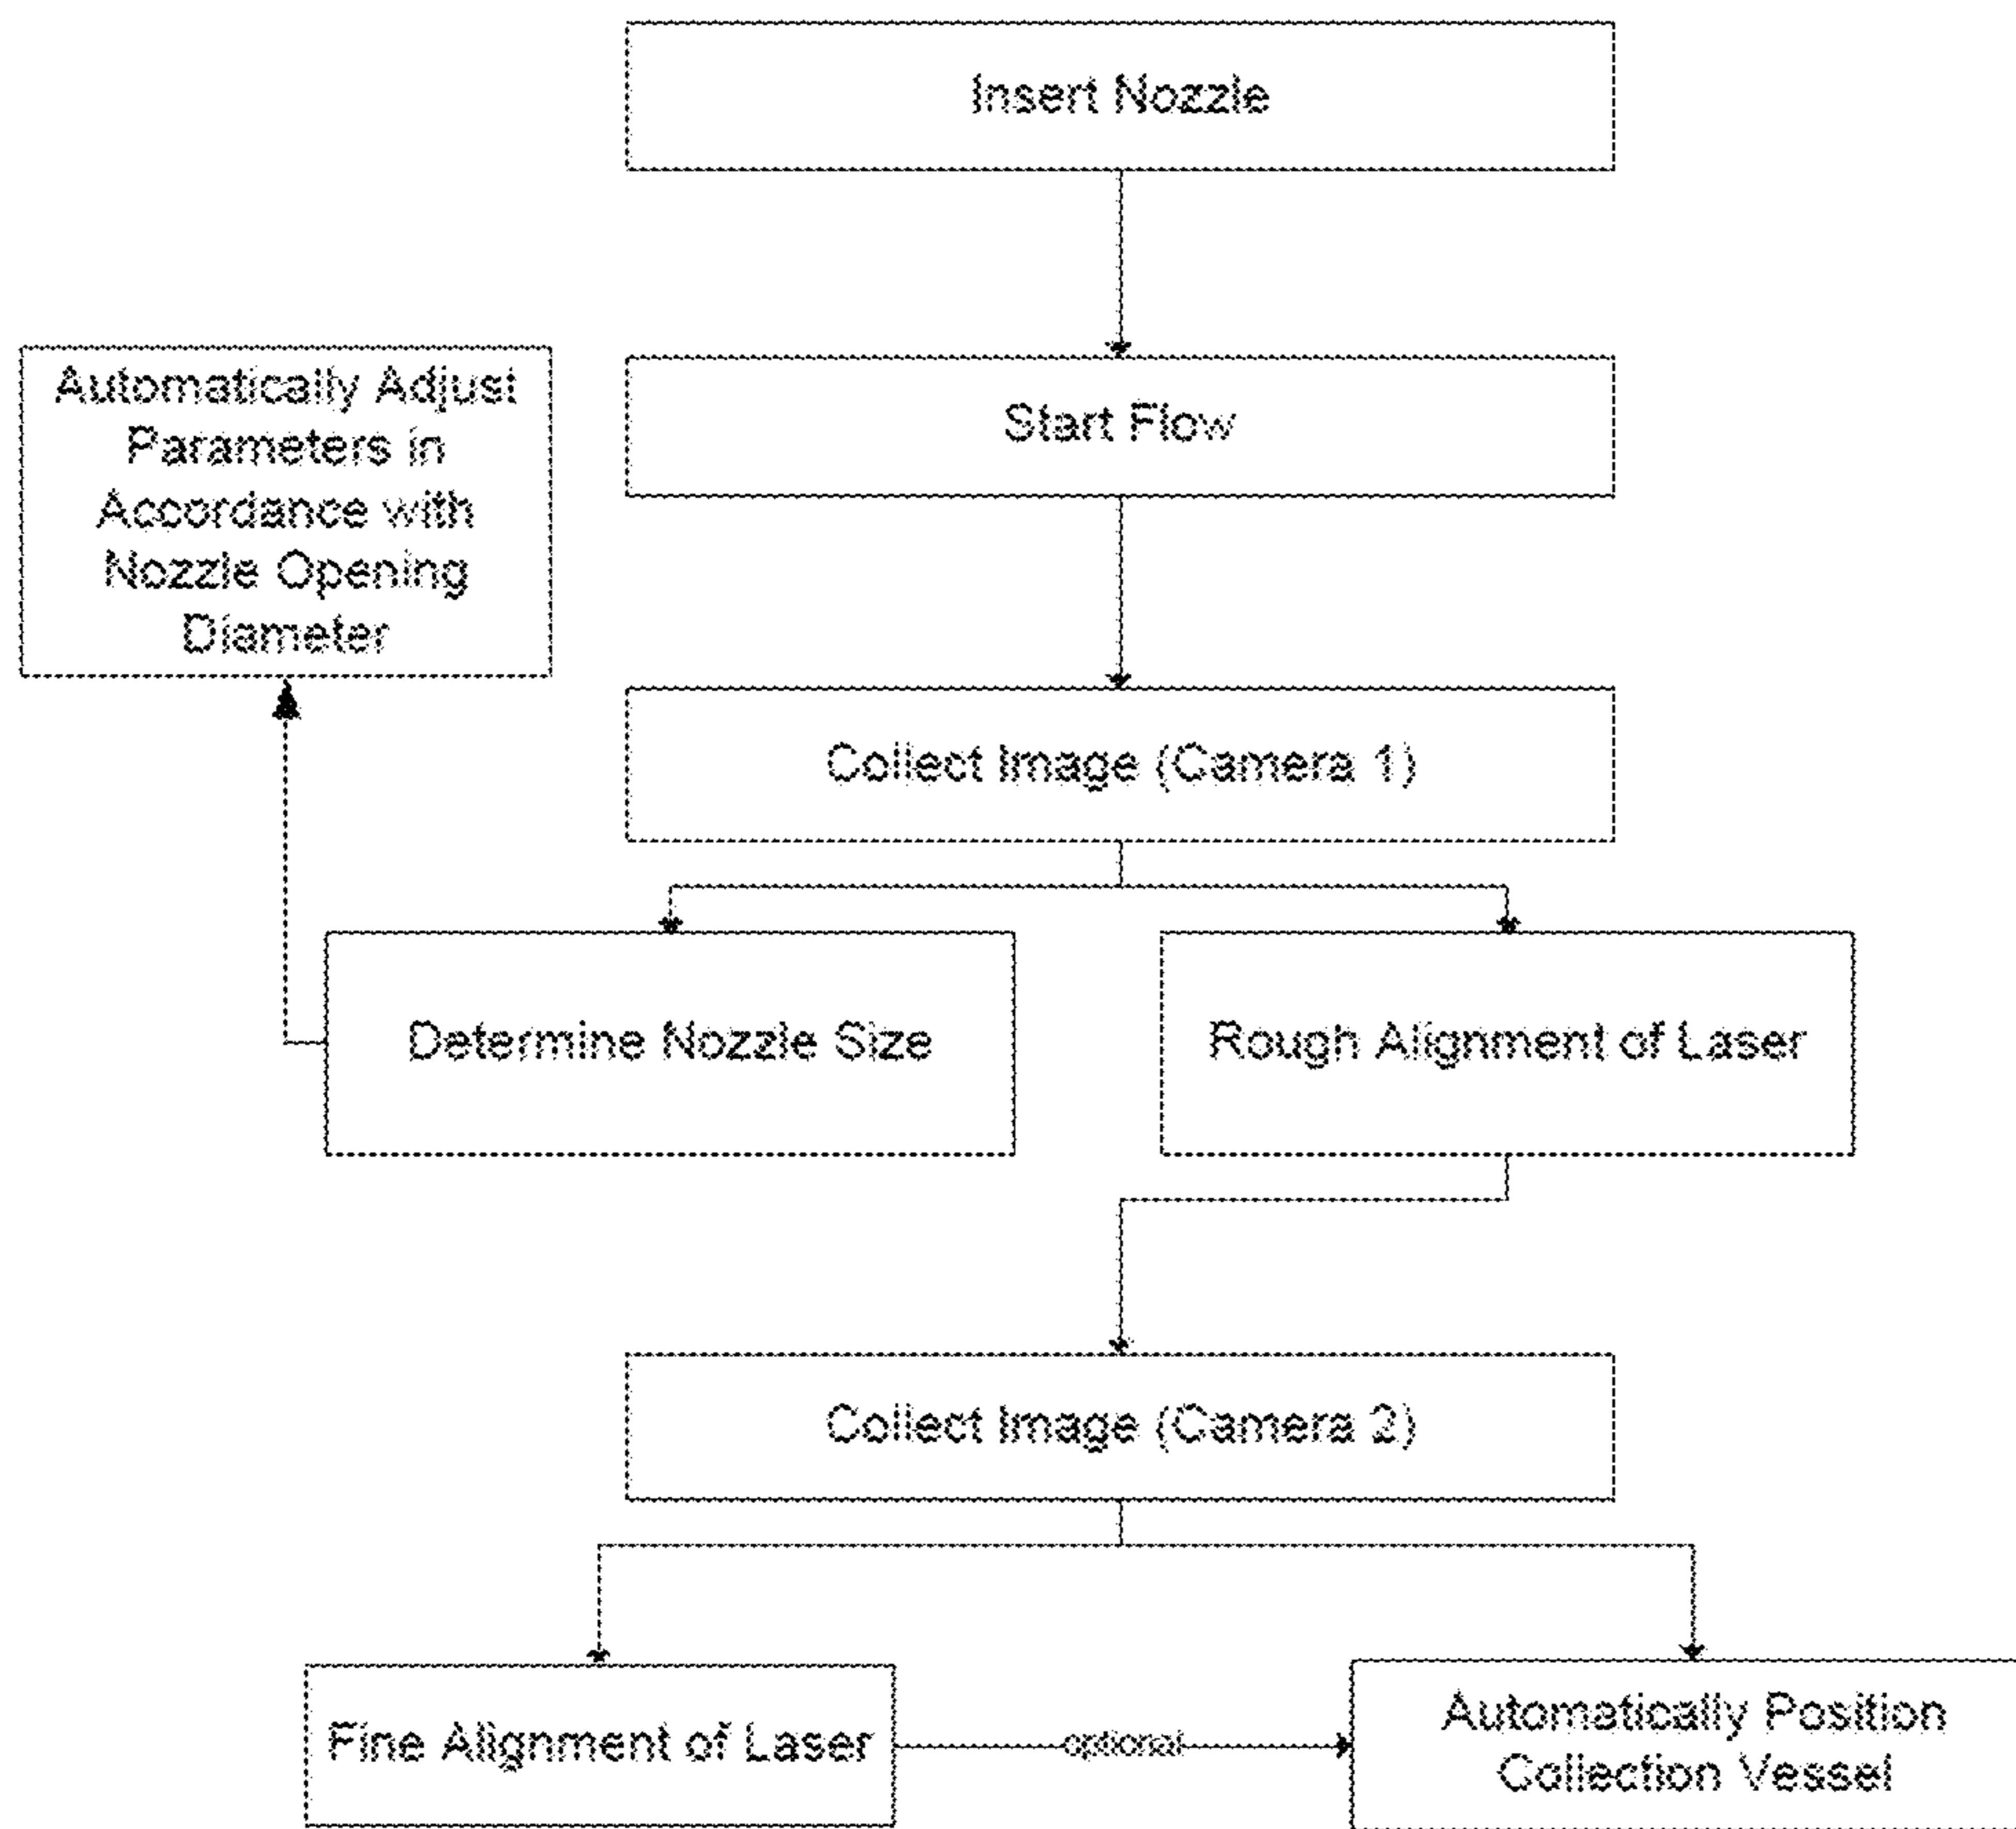 Insert Nozzle
Start Flow
Automatically Adjust
Parameters in
Accordance with
Nozzle Opening
Diameter
Collect Image (Camera 1)
Determine Nozzle Size
Rough Alignment of Laser
Collect Image (Camera 2)
Fine Alignment of Laser
optional
Automatically Position
Collection Vessel